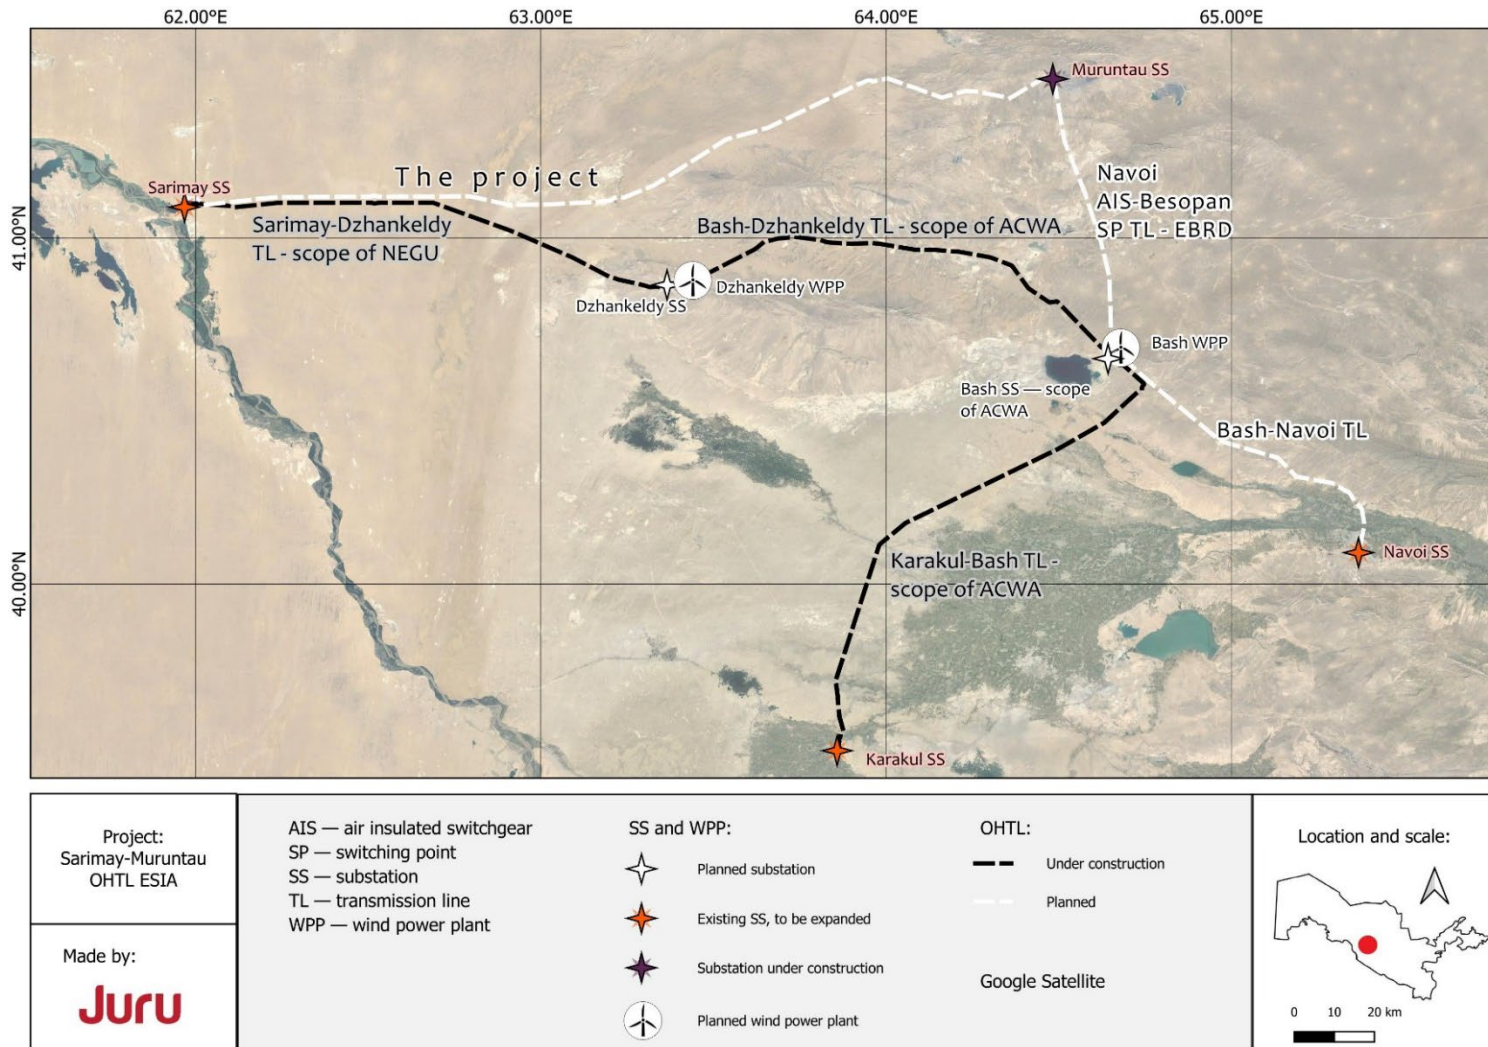 62.00°E
63.00°E
64.00°E
65.00°E
41.00°N
40.00°N
Muruntau SS
Sarimay SS
The project
Navoi
AIS-Besopan
SP TL - EBRD
Sarimay-Dzhankeldy
TL - scope of NEGU
Bash-Dzhankeldy TL - scope of ACWA
Dzhankeldy SS
Dzhankeldy WPP
Bash WPP
Bash SS — scope
of ACWA
Bash-Navoi TL
Navoi SS
Karakul-Bash TL -
scope of ACWA
Karakul SS
Project:
Sarimay-Muruntau
OHTL ESIA
Made by:
Juru
AIS — air insulated switchgear
SP — switching point
SS — substation
TL — transmission line
WPP — wind power plant
SS and WPP:
Planned substation
Existing SS, to be expanded
Substation under construction
Planned wind power plant
OHTL:
Under construction
Planned
Google Satellite
Location and scale:
0 10 20 km